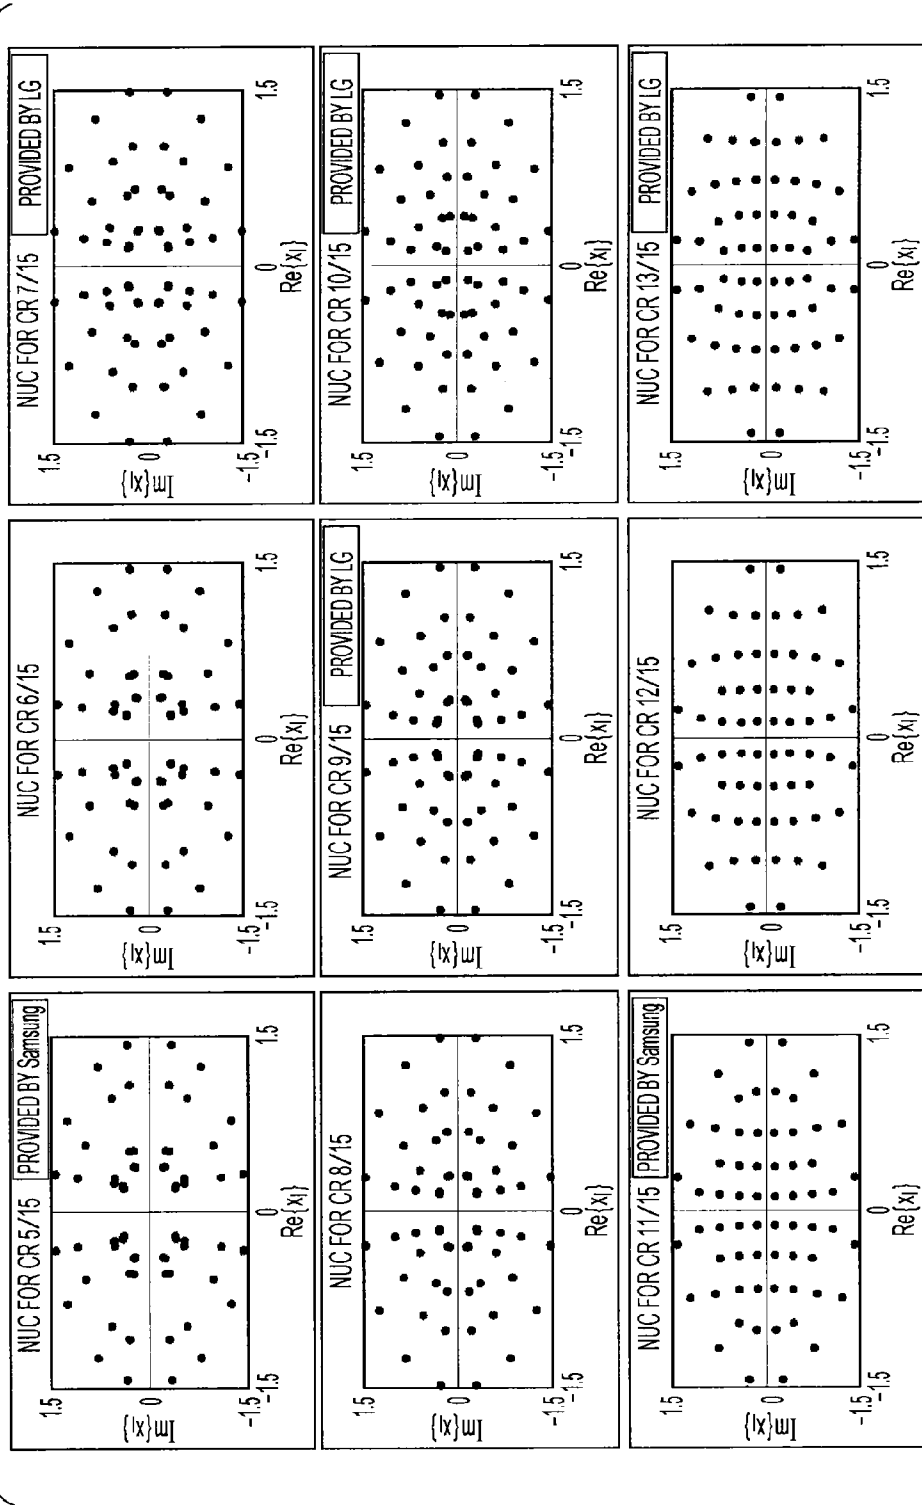 NUC FOR CR 5/15 PROVIDED BY Samsung
1.5
0
Im{xl}
-1.5
-1.5 0 1.5
Re{xl}
NUC FOR CR 6/15
1.5
0
Im{xl}
-1.5
-1.5 0 1.5
Re{xl}
NUC FOR CR 7/15 PROVIDED BY LG
1.5
0
Im{xl}
-1.5
-1.5 0 1.5
Re{xl}
NUC FOR CR 8/15
1.5
0
Im{xl}
-1.5
-1.5 0 1.5
Re{xl}
NUC FOR CR 9/15 PROVIDED BY LG
1.5
0
Im{xl}
-1.5
-1.5 0 1.5
Re{xl}
NUC FOR CR 10/15 PROVIDED BY LG
1.5
0
Im{xl}
-1.5
-1.5 0 1.5
Re{xl}
NUC FOR CR 11/15 PROVIDED BY Samsung
1.5
0
Im{xl}
-1.5
-1.5 0 1.5
Re{xl}
NUC FOR CR 12/15
1.5
0
Im{xl}
-1.5
-1.5 0 1.5
Re{xl}
NUC FOR CR 13/15 PROVIDED BY LG
1.5
0
Im{xl}
-1.5
-1.5 0 1.5
Re{xl}